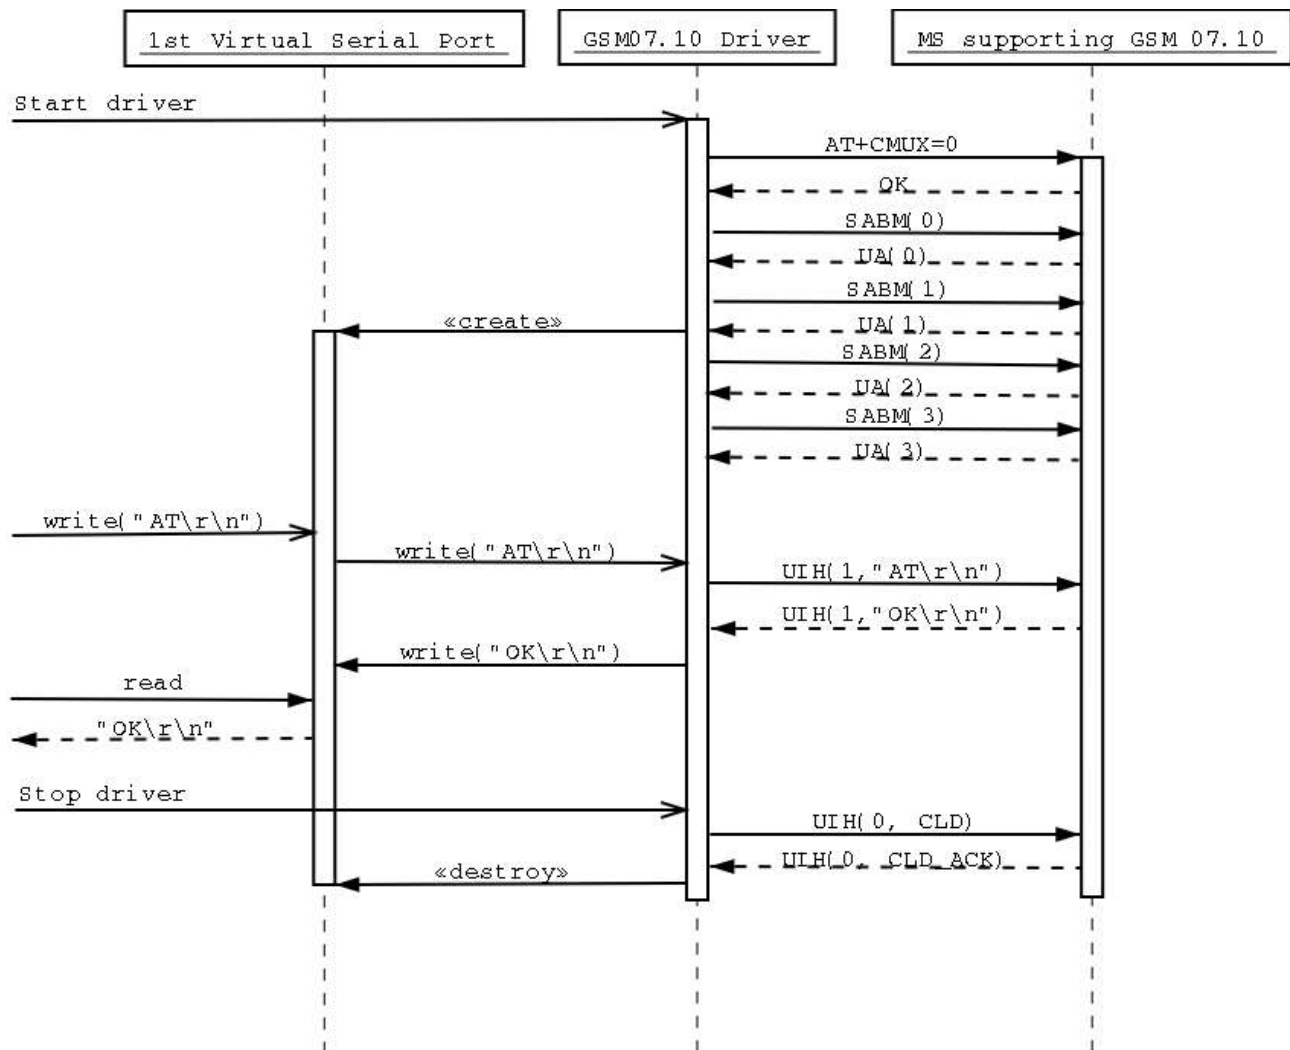 1st Virtual Serial Port
GSM07.10 Driver
MS supporting GSM 07.10
Start driver
AT+CMUX=0
OK
SABM(0)
UA(0)
SABM(1)
«create»
UA(1)
SABM(2)
UA(2)
SABM(3)
UA(3)
write("AT\r\n")
write("AT\r\n")
UIH(1,"AT\r\n")
UIH(1,"OK\r\n")
write("OK\r\n")
read
"OK\r\n"
Stop driver
UIH(0, CLD)
UIH(0, CLD_ACK)
«destroy»